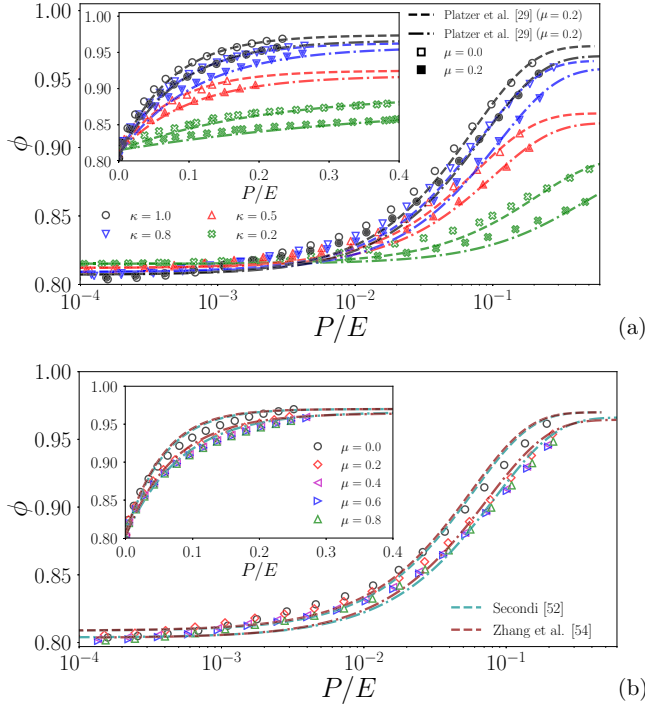 1.00
0.95
0.90
0.85
0.80
ϕ
1.00
0.95
0.90
0.85
0.80
0.0 0.1 0.2 0.3 0.4
P/E
Platzer et al. [29] (μ = 0.2)
Platzer et al. [29] (μ = 0.2)
μ = 0.0
μ = 0.2
κ = 1.0 κ = 0.5
κ = 0.8 κ = 0.2
10⁻⁴ 10⁻³ 10⁻² 10⁻¹
P/E
(a)
1.00
0.95
0.90
0.85
0.80
ϕ
1.00
0.95
0.90
0.85
0.80
0.0 0.1 0.2 0.3 0.4
P/E
μ = 0.0
μ = 0.2
μ = 0.4
μ = 0.6
μ = 0.8
Secondi [52]
Zhang et al. [54]
10⁻⁴ 10⁻³ 10⁻² 10⁻¹
P/E
(b)